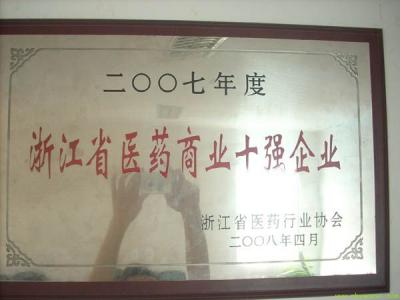 二〇〇七年度
浙江省医药商业十强企业
浙江省医药行业协会
二〇〇八年四月